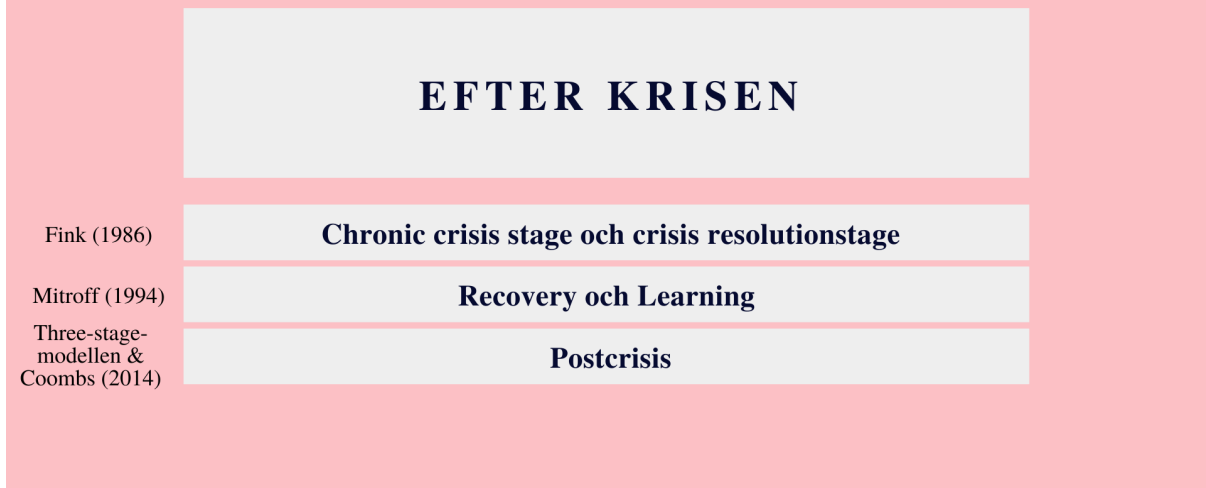 EFTER KRISEN
Fink (1986)
Chronic crisis stage och crisis resolutionstage
Mitroff (1994)
Recovery och Learning
Three-stage-
modellen &
Coombs (2014)
Postcrisis